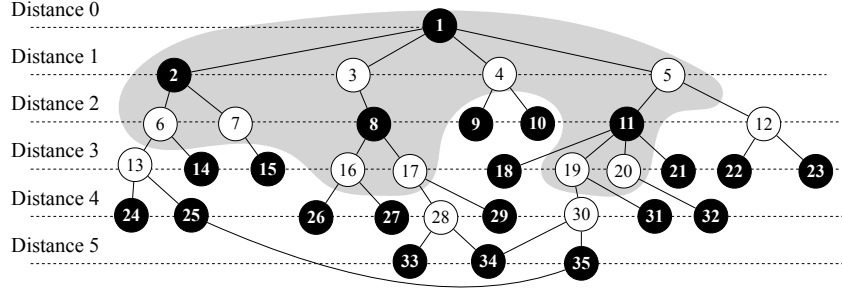 Distance 0
1
Distance 1
2 3 4 5
Distance 2
6 7 8 9 10 11 12
Distance 3
13 14 15 16 17 18 19 20 21 22 23
Distance 4
24 25 26 27 28 29 30 31 32
Distance 5
33 34 35